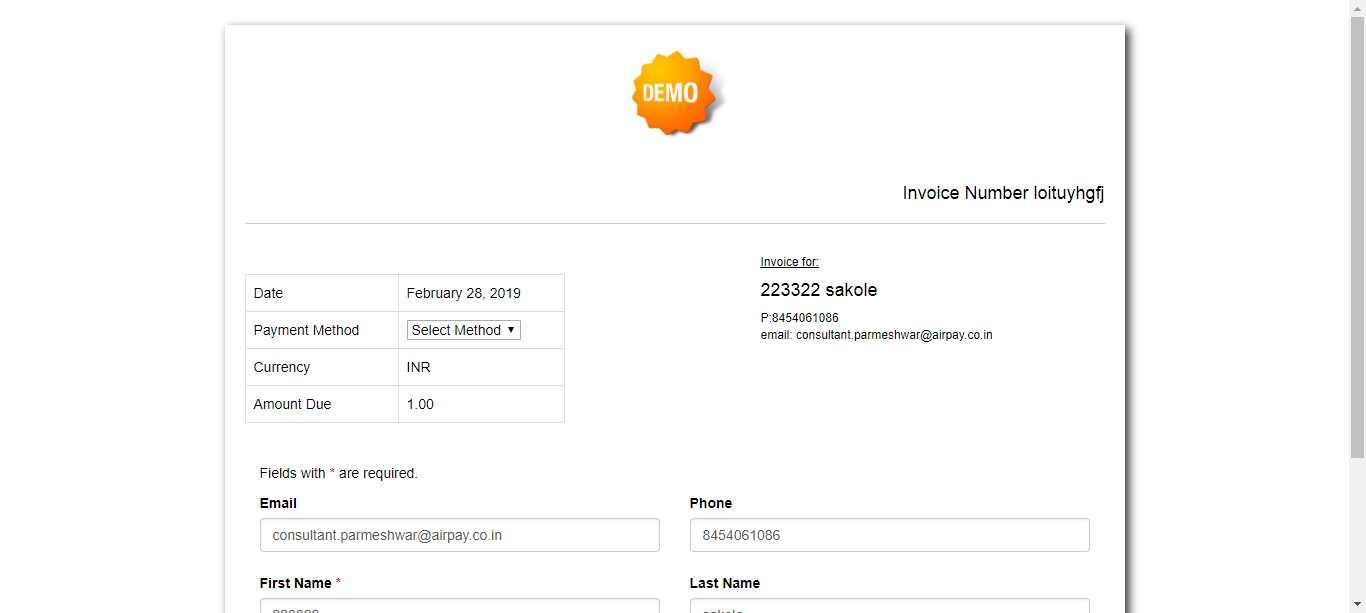 DEMO
Invoice Number loituyhgfj
Invoice for:
223322 sakole
P:8454061086
email: consultant.parmeshwar@airpay.co.in
Date February 28, 2019
Payment Method Select Method
Currency INR
Amount Due 1.00
Fields with * are required.
Email Phone
consultant.parmeshwar@airpay.co.in 8454061086
First Name * Last Name